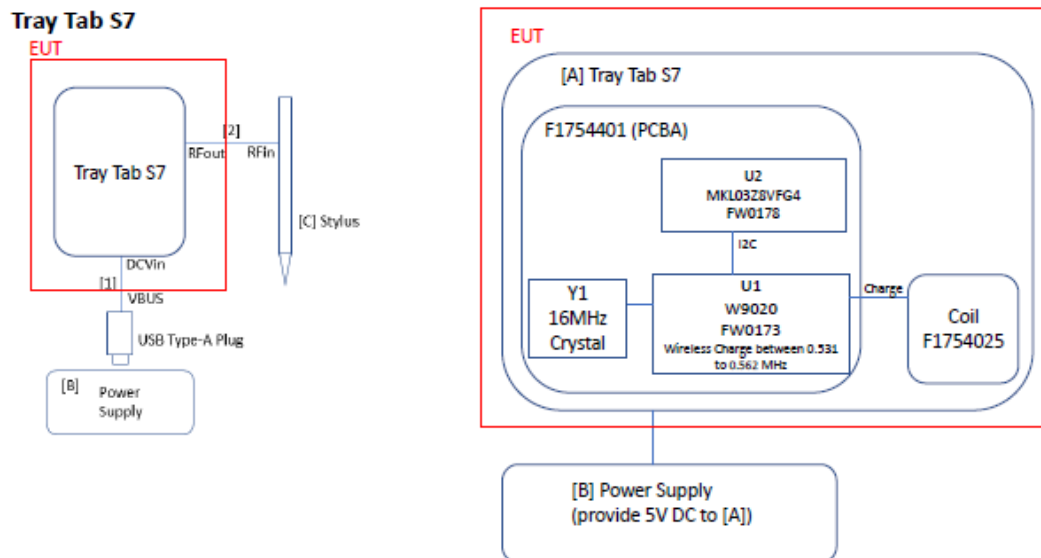 Tray Tab S7
EUT
Tray Tab S7
[2]
RFout
RFin
[C] Stylus
DCVin
[1]
VBUS
USB Type-A Plug
[B]
Power
Supply
EUT
[A] Tray Tab S7
F1754401 (PCBA)
U2
MKL03Z8VFG4
FW0178
I2C
Y1
16MHz
Crystal
U1
W9020
FW0173
Wireless Charge between 0.531
to 0.562 MHz
Charge
Coil
F1754025
[B] Power Supply
(provide 5V DC to [A])